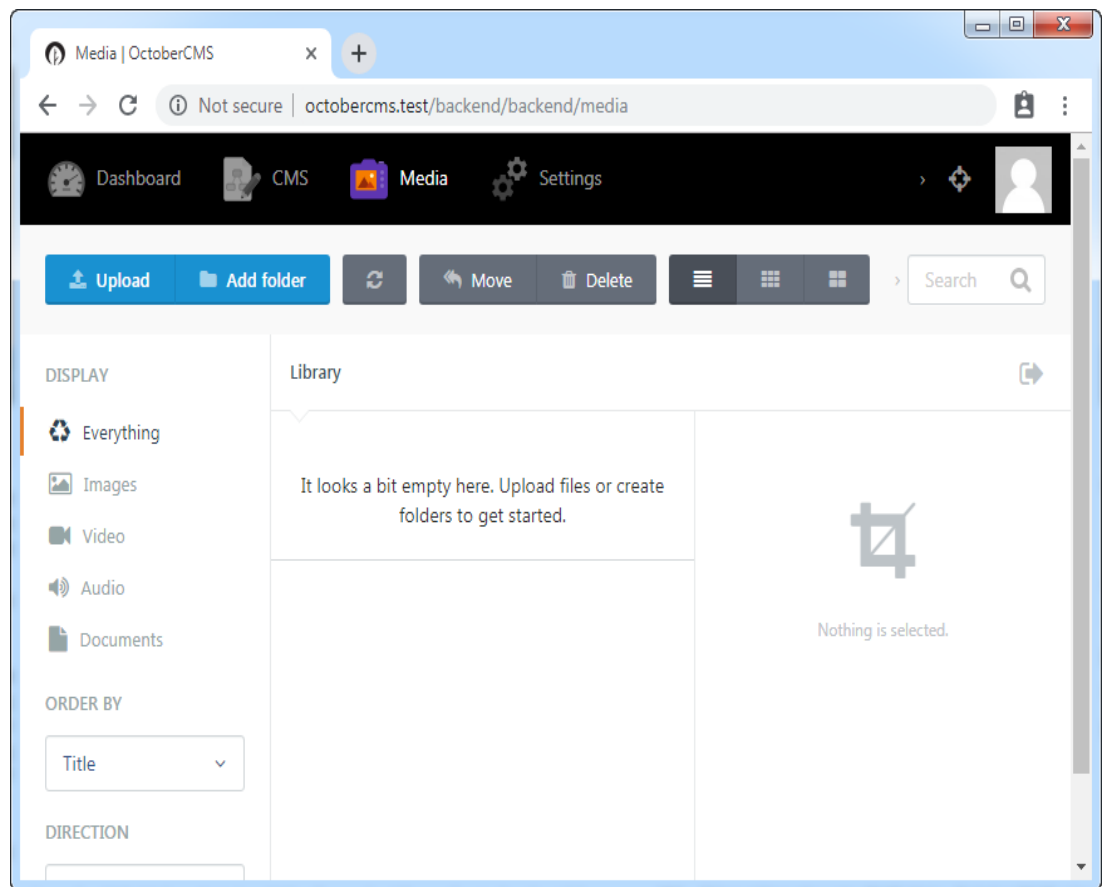 Media | OctoberCMS
Not secure | octobercms.test/backend/backend/media
Dashboard CMS Media Settings
Upload Add folder Move Delete Search
DISPLAY
Library
Everything
Images
It looks a bit empty here. Upload files or create
folders to get started.
Video
Audio
Documents
Nothing is selected.
ORDER BY
Title
DIRECTION